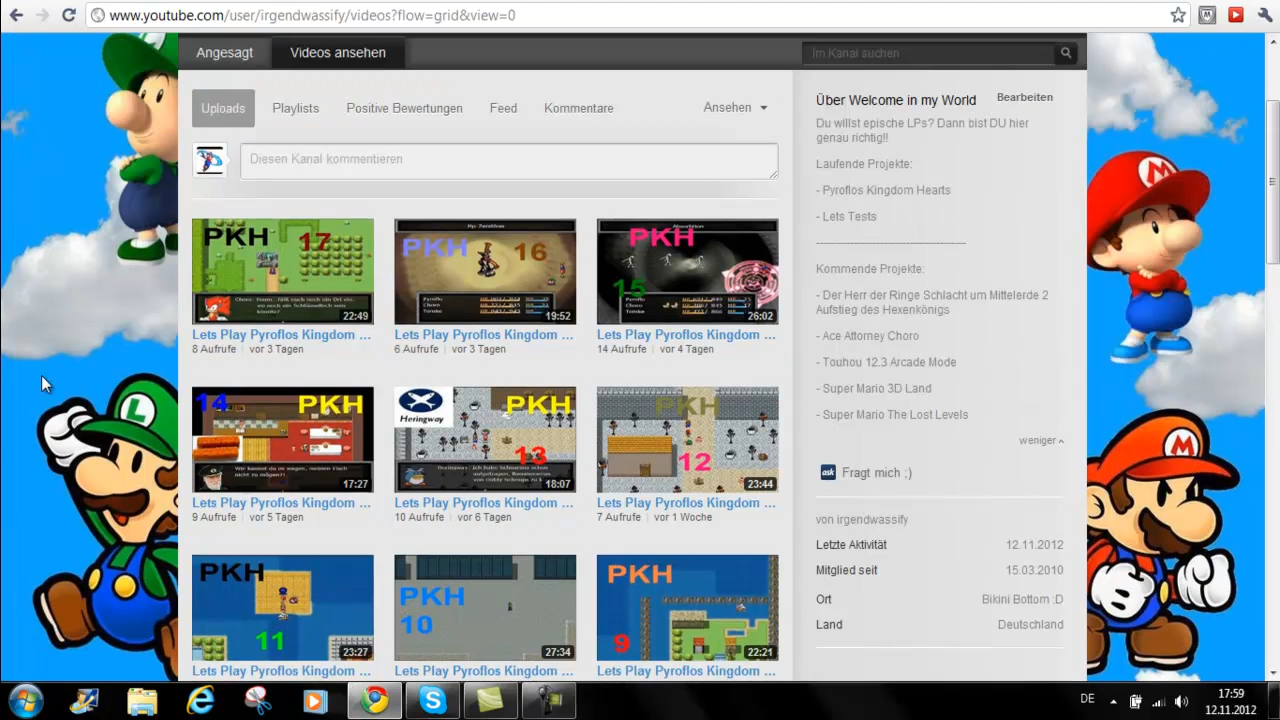 www.youtube.com/user/irgendwassify/videos?flow=grid&view=0
Angesagt
Videos ansehen
Im Kanal suchen
Uploads
Playlists
Positive Bewertungen
Feed
Kommentare
Ansehen
Diesen Kanal kommentieren
PKH 17
22:49
Lets Play Pyroflos Kingdom ...
8 Aufrufe vor 3 Tagen
PKH 16
19:52
Lets Play Pyroflos Kingdom ...
6 Aufrufe vor 3 Tagen
PKH
15
26:02
Lets Play Pyroflos Kingdom ...
14 Aufrufe vor 4 Tagen
14 PKH
17:27
Lets Play Pyroflos Kingdom ...
9 Aufrufe vor 5 Tagen
Heringway
PKH
13
18:07
Lets Play Pyroflos Kingdom ...
10 Aufrufe vor 6 Tagen
PKH
12
23:44
Lets Play Pyroflos Kingdom ...
7 Aufrufe vor 1 Woche
PKH
11
23:27
Lets Play Pyroflos Kingdom ...
PKH
10
27:34
Lets Play Pyroflos Kingdom ...
PKH
9
22:21
Lets Play Pyroflos Kingdom ...
Über Welcome in my World
Bearbeiten
Du willst epische LPs? Dann bist DU hier
genau richtig!!
Laufende Projekte:
- Pyroflos Kingdom Hearts
- Lets Tests
------------------------------------------------
Kommende Projekte:
- Der Herr der Ringe Schlacht um Mittelerde 2
Aufstieg des Hexenkönigs
- Ace Attorney Choro
- Touhou 12.3 Arcade Mode
- Super Mario 3D Land
- Super Mario The Lost Levels
weniger
ask Fragt mich ;)
von irgendwassify
Letzte Aktivität 12.11.2012
Mitglied seit 15.03.2010
Ort Bikini Bottom :D
Land Deutschland
DE
17:59
12.11.2012